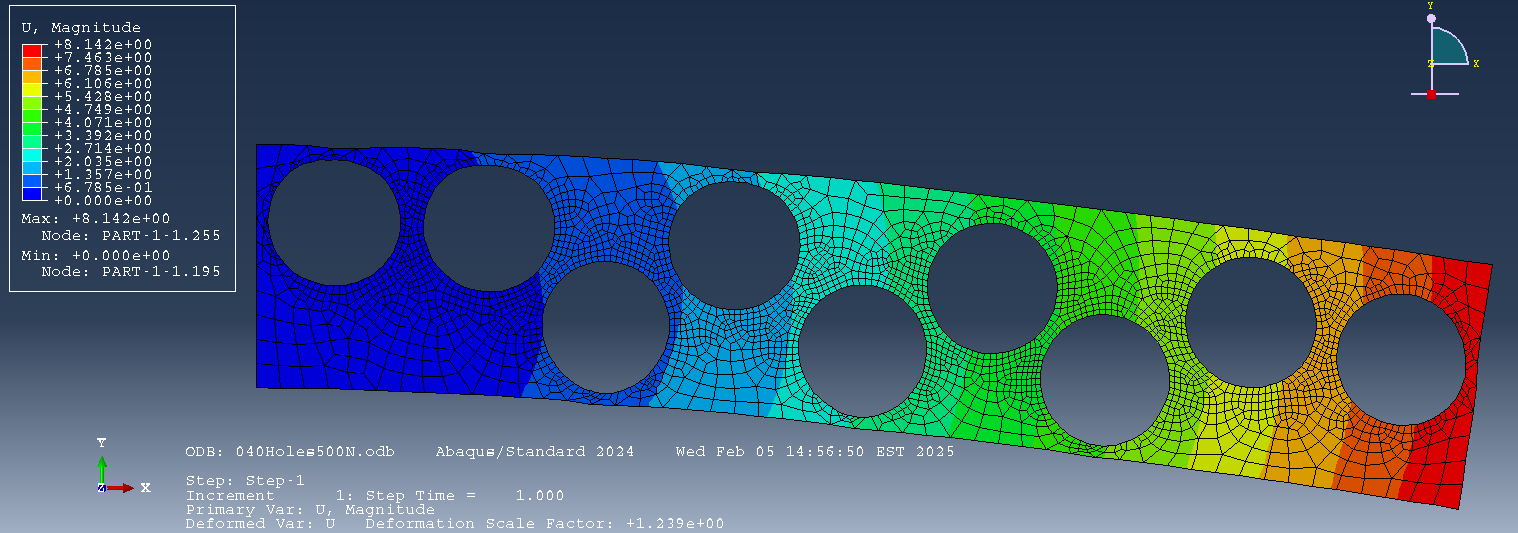 U, Magnitude
+8.142e+00
+7.463e+00
+6.785e+00
+6.106e+00
+5.428e+00
+4.749e+00
+4.071e+00
+3.392e+00
+2.714e+00
+2.035e+00
+1.357e+00
+6.785e-01
+0.000e+00
Max: +8.142e+00
Node: PART-1-1.255
Min: +0.000e+00
Node: PART-1-1.195
Y
Z
X
Y
Z
X
ODB: 040Holes500N.odb Abaqus/Standard 2024 Wed Feb 05 14:56:50 EST 2025
Step: Step-1
Increment 1: Step Time = 1.000
Primary Var: U, Magnitude
Deformed Var: U Deformation Scale Factor: +1.239e+00